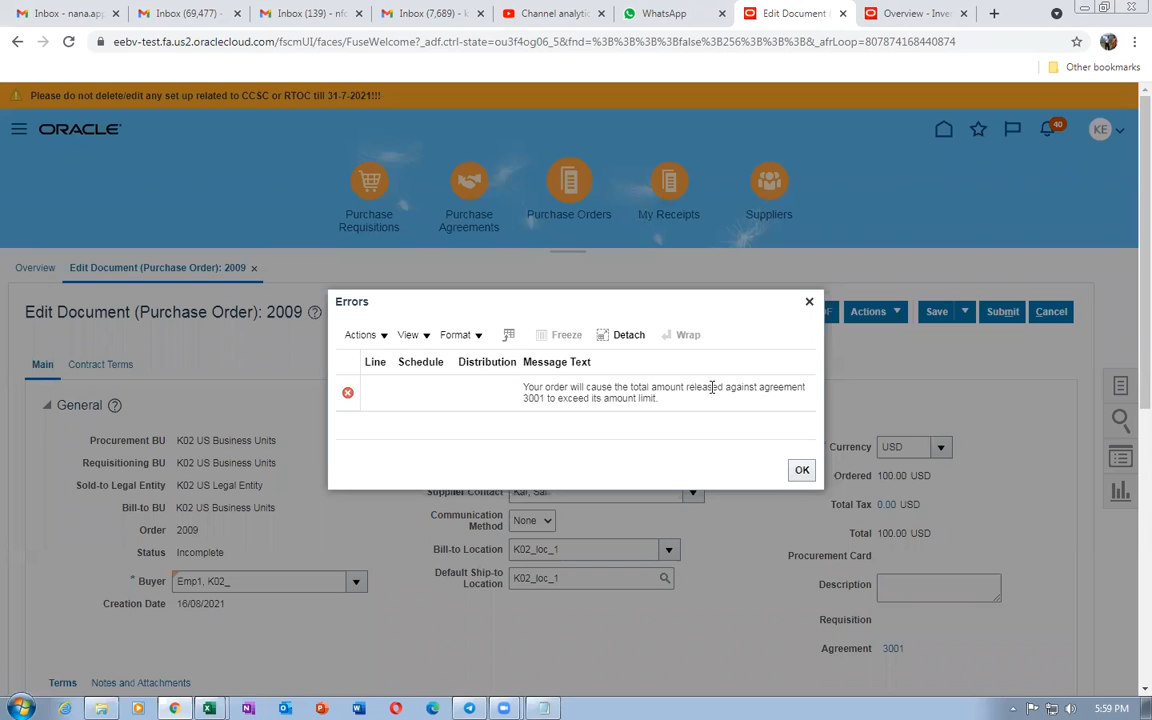 Inbox - nana.ap
Inbox (69,477) -
Inbox (139) - nfo
Inbox (7,689) - k
Channel analytic
WhatsApp
Edit Document (
Overview - Inve
eebv-test.fa.us2.oraclecloud.com/fscmUI/faces/FuseWelcome?_adf.ctrl-state=ou3f4og06_5&fnd=%3B%3B%3B%3Bfalse%3B256%3B%3B%3B&_afrLoop=807874168440874
Other bookmarks
Please do not delete/edit any set up related to CCSC or RTOC till 31-7-2021!!!
ORACLE
40
KE
Purchase Requisitions
Purchase Agreements
Purchase Orders
My Receipts
Suppliers
Overview
Edit Document (Purchase Order): 2009
Edit Document (Purchase Order): 2009
DF
Actions
Save
Submit
Cancel
Main
Contract Terms
General
Procurement BU K02 US Business Units
Requisitioning BU K02 US Business Units
Sold-to Legal Entity K02 US Legal Entity
Bill-to BU K02 US Business Units
Order 2009
Status Incomplete
* Buyer Emp1, K02_
Creation Date 16/08/2021
Errors
Actions View Format Freeze Detach Wrap
Line Schedule Distribution Message Text
Your order will cause the total amount released against agreement
3001 to exceed its amount limit.
OK
Supplier Contact Kar, Sai
Communication Method None
Bill-to Location K02_loc_1
Default Ship-to Location K02_loc_1
Currency USD
Ordered 100.00 USD
Total Tax 0.00 USD
Total 100.00 USD
Procurement Card
Description
Requisition
Agreement 3001
Terms
Notes and Attachments
5:59 PM